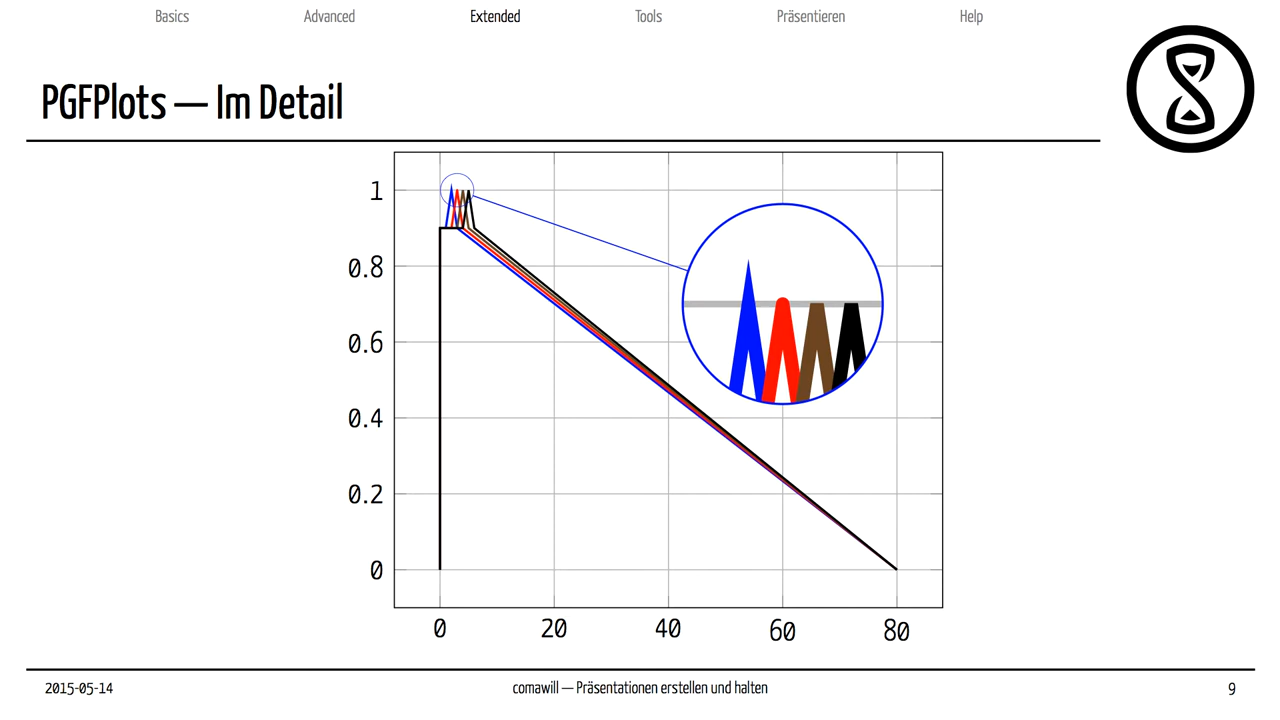 Basics Advanced Extended Tools Präsentieren Help
PGFPlots — Im Detail
1
0.8
0.6
0.4
0.2
0
0 20 40 60 80
2015-05-14 comawill — Präsentationen erstellen und halten 9